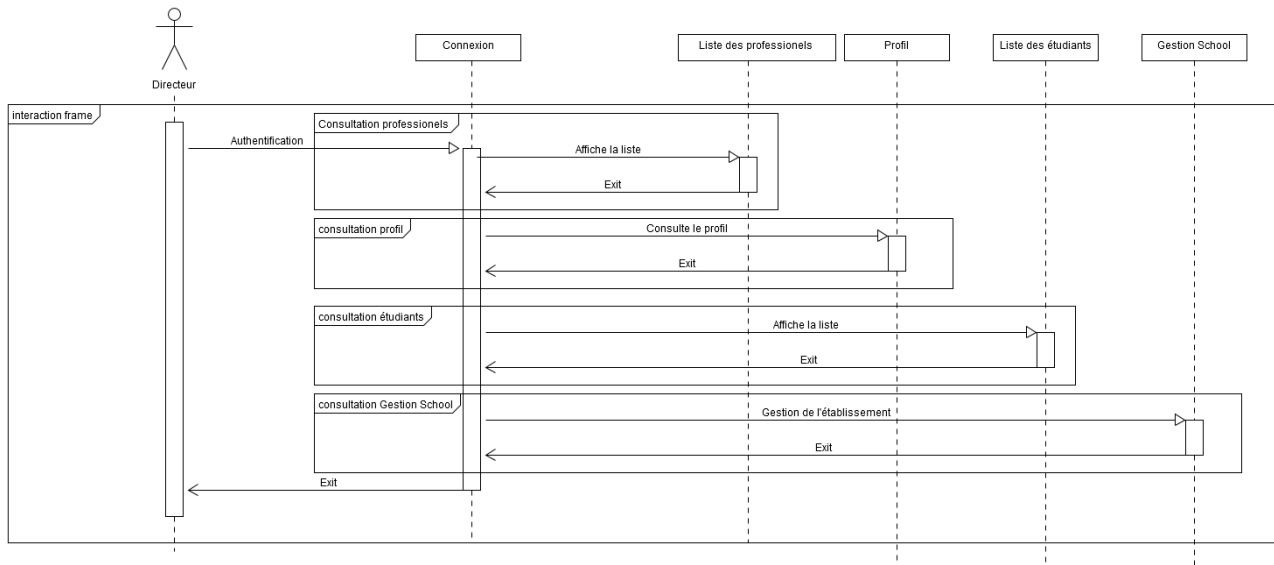 Directeur
Connexion
Liste des professionels
Profil
Liste des étudiants
Gestion School
interaction frame
Consultation professionels
Authentification
Affiche la liste
Exit
consultation profil
Consulte le profil
Exit
consultation étudiants
Affiche la liste
Exit
consultation Gestion School
Gestion de l'établissement
Exit
Exit